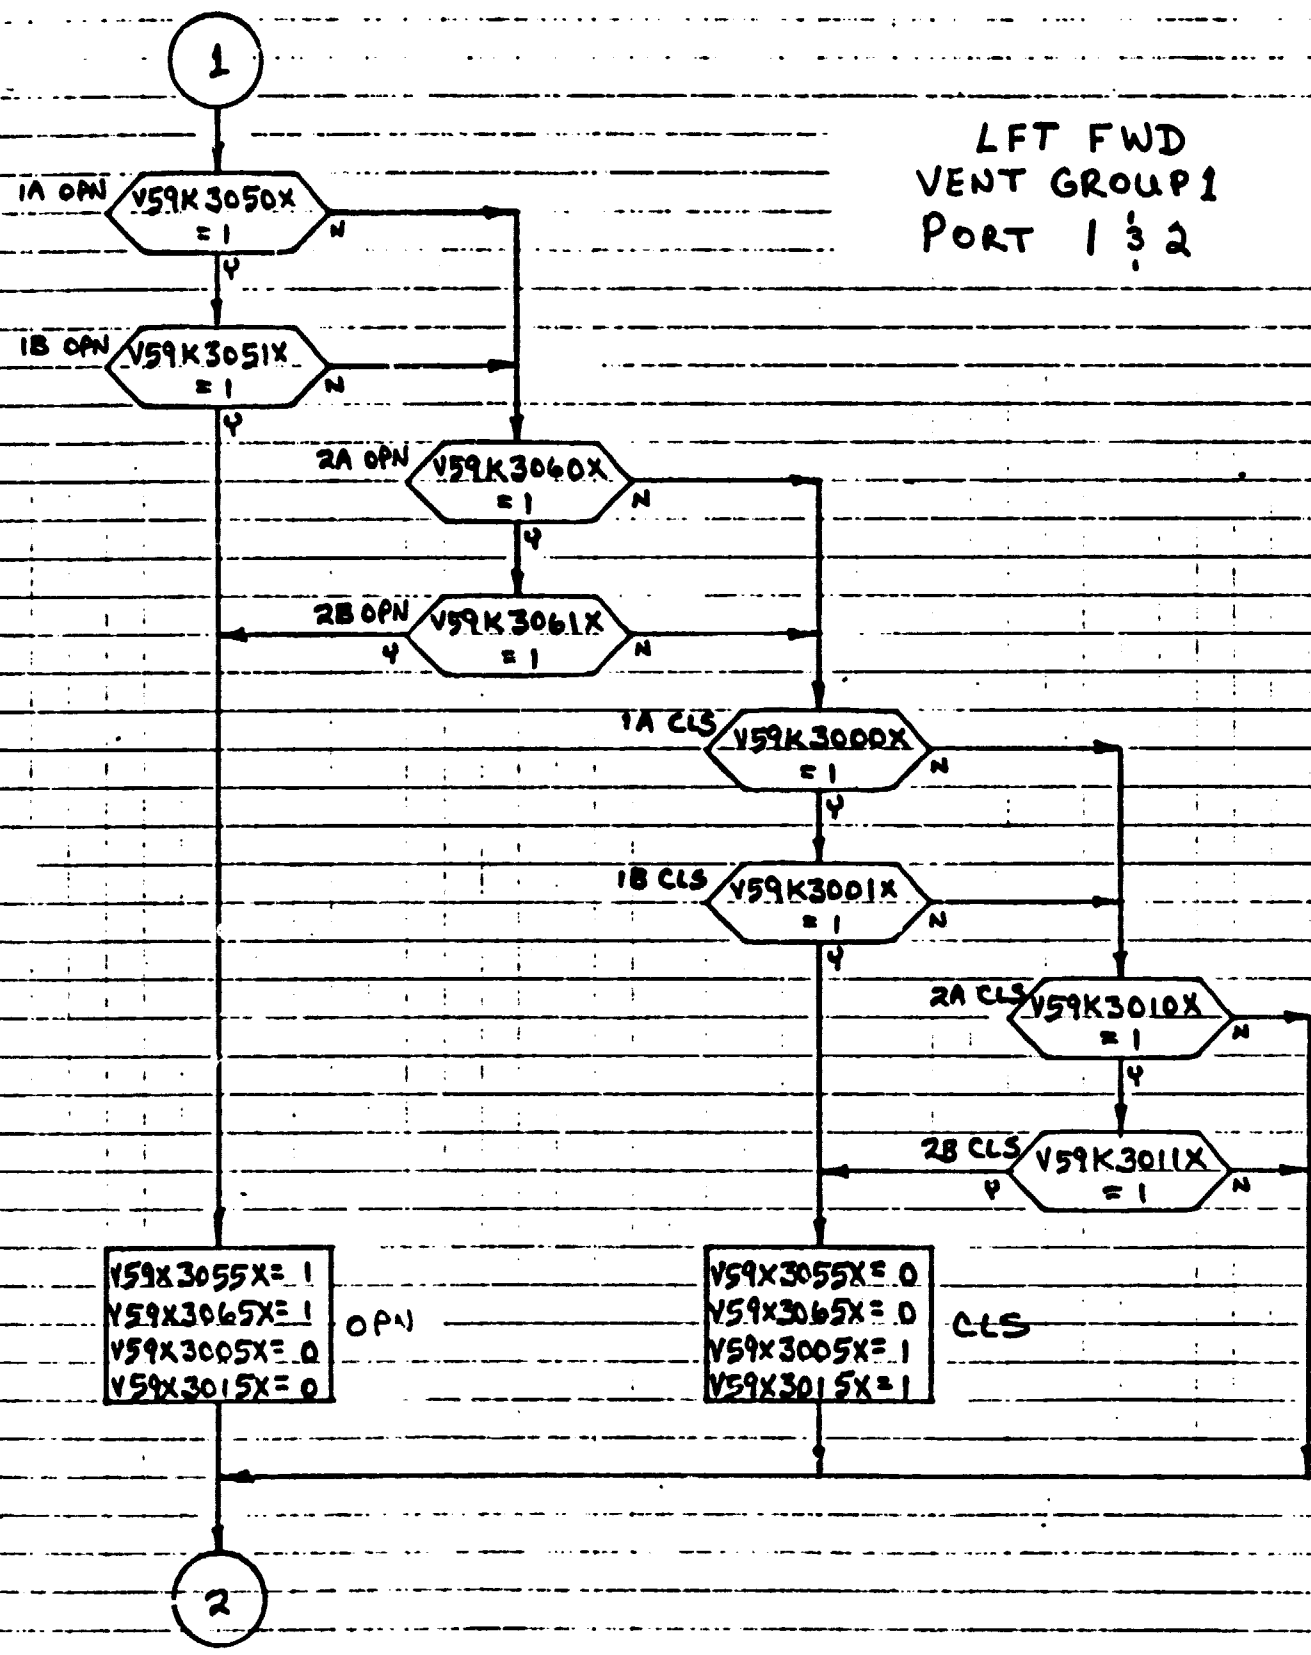 1
LFT FWD
VENT GROUP 1
PORT 1 & 2
1A OPN
V59K3050X
= 1
N
Y
1B OPN
V59K3051X
= 1
N
Y
2A OPN
V59K3060X
= 1
N
Y
2B OPN
V59K3061X
= 1
N
Y
1A CLS
V59K3000X
= 1
N
Y
1B CLS
V59K3001X
= 1
N
Y
2A CLS
V59K3010X
= 1
N
Y
2B CLS
V59K3011X
= 1
N
Y
V59X3055X= 1
V59X3065X= 1
V59X3005X= 0
V59X3015X= 0
OPN
V59X3055X= 0
V59X3065X= 0
V59X3005X= 1
V59X3015X= 1
CLS
2